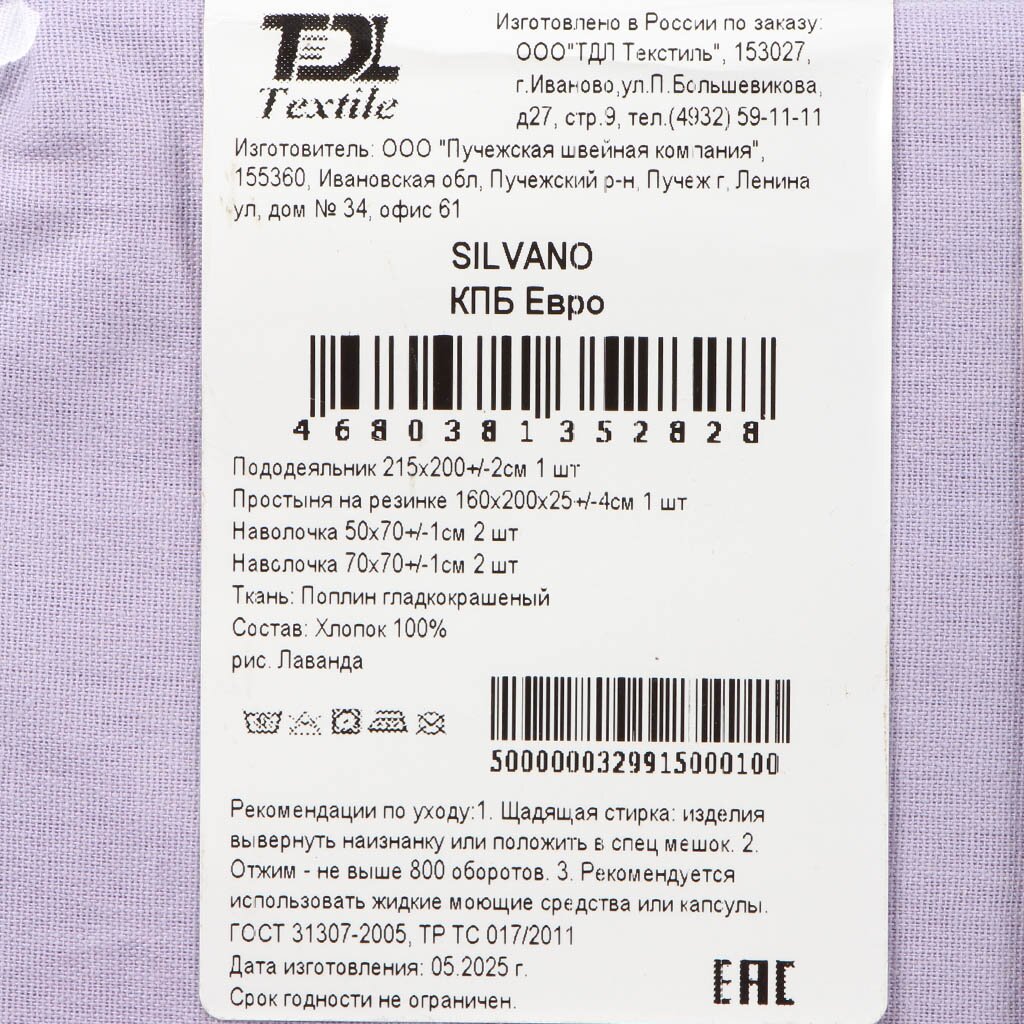 TDL
Textile
Изготовлено в России по заказу:
ООО"ТДЛ Текстиль", 153027,
г.Иваново,ул.П.Большевикова,
д27, стр.9, тел.(4932) 59-11-11
Изготовитель: ООО "Пучежская швейная компания",
155360, Ивановская обл, Пучежский р-н, Пучеж г, Ленина
ул, дом № 34, офис 61
SILVANO
КПБ Евро
4680381352828
Пододеяльник 215x200+/-2см 1 шт
Простыня на резинке 160x200x25+/-4см 1 шт
Наволочка 50x70+/-1см 2 шт
Наволочка 70x70+/-1см 2 шт
Ткань: Поплин гладкокрашеный
Состав: Хлопок 100%
рис. Лаванда
5000000329915000100
Рекомендации по уходу:1. Щадящая стирка: изделия
вывернуть наизнанку или положить в спец мешок. 2.
Отжим - не выше 800 оборотов. 3. Рекомендуется
использовать жидкие моющие средства или капсулы.
ГОСТ 31307-2005, ТР ТС 017/2011
Дата изготовления: 05.2025 г.
Срок годности не ограничен.
EAC